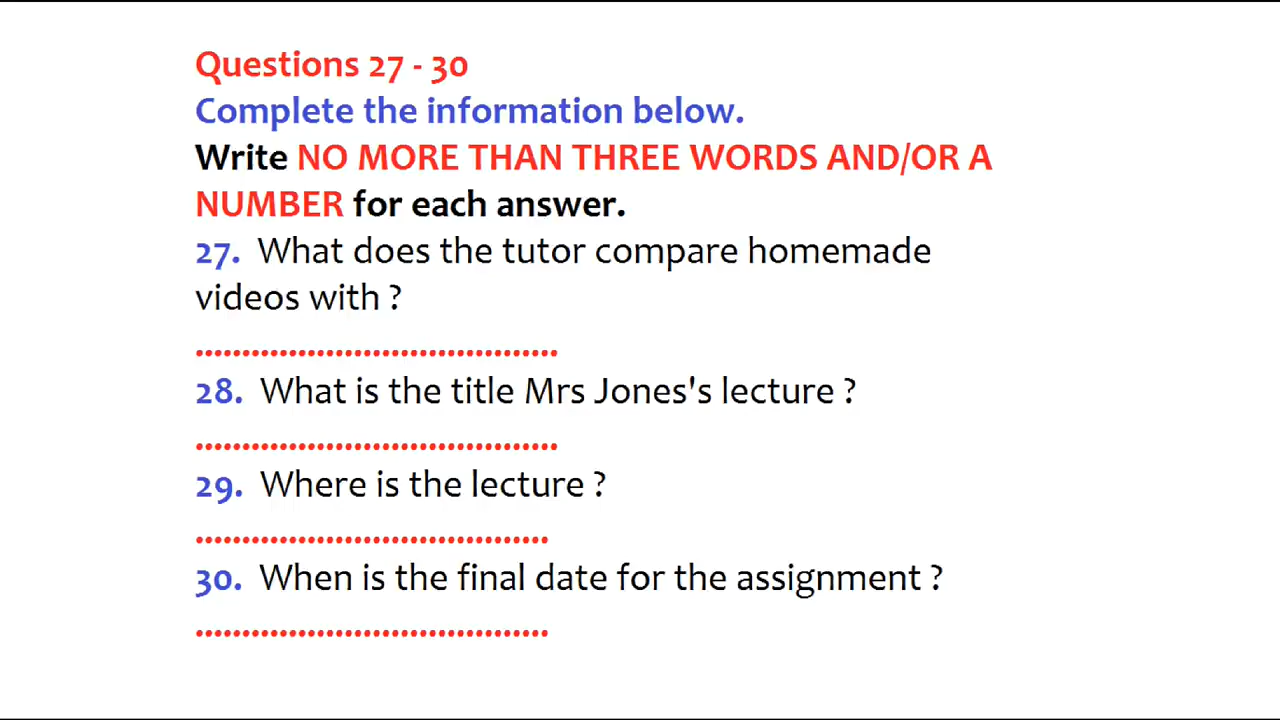 Questions 27 - 30
Complete the information below.
Write NO MORE THAN THREE WORDS AND/OR A
NUMBER for each answer.
27. What does the tutor compare homemade
videos with ?
.......................................
28. What is the title Mrs Jones's lecture ?
.......................................
29. Where is the lecture ?
......................................
30. When is the final date for the assignment ?
......................................